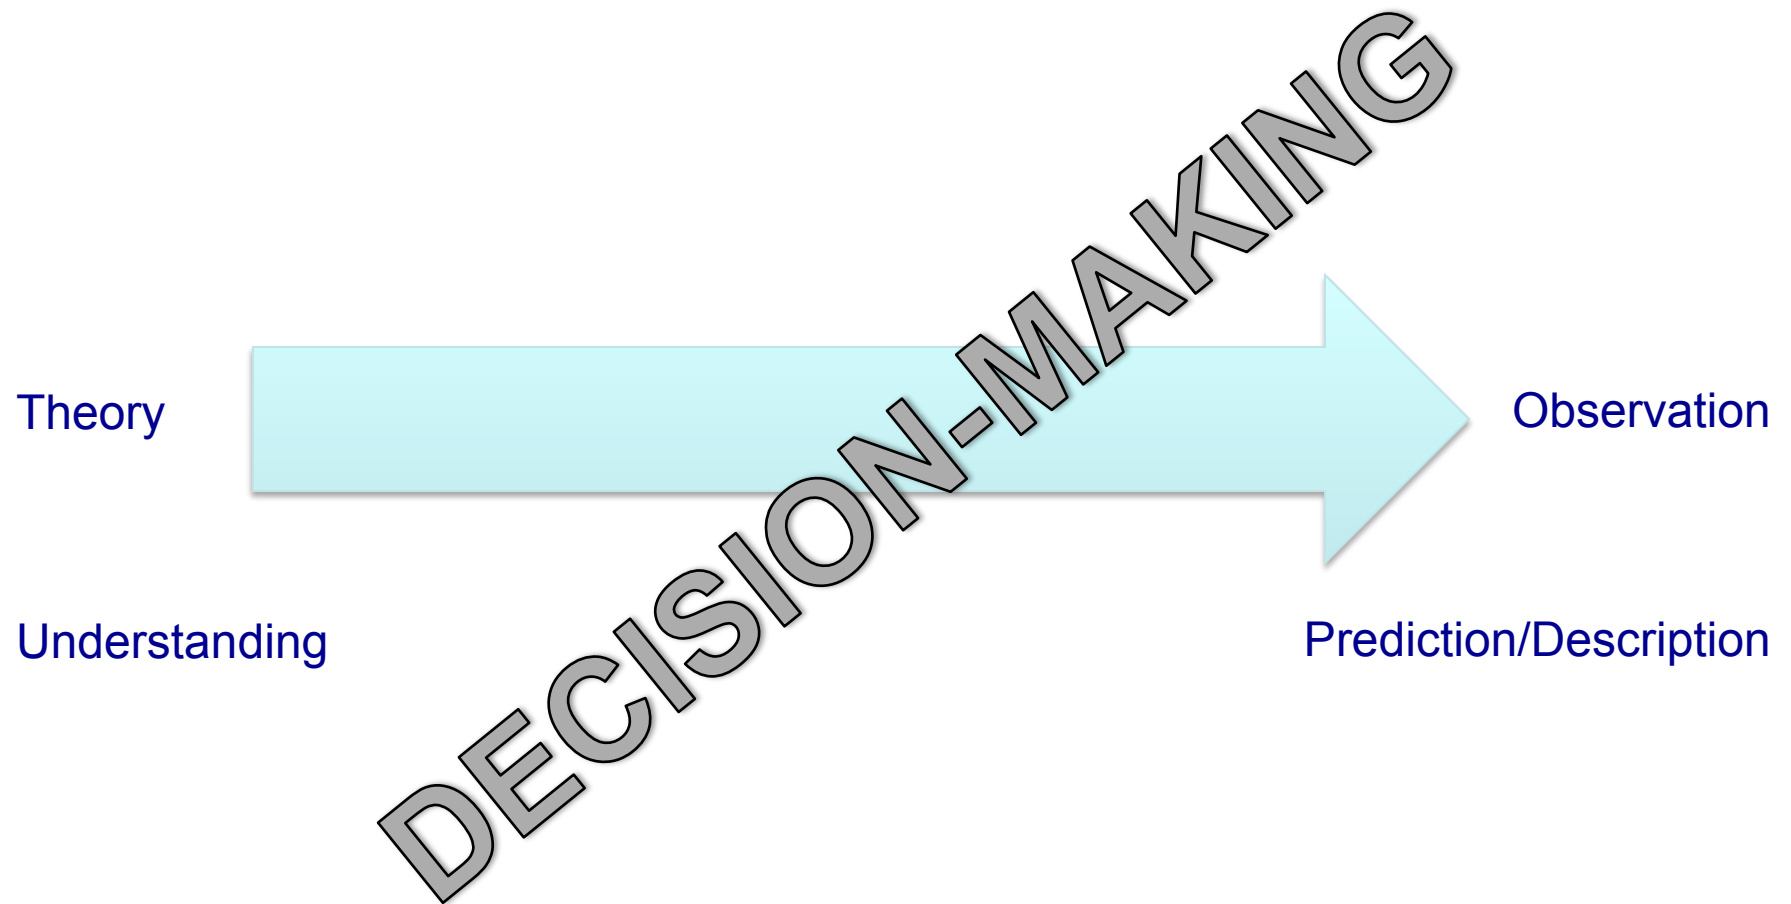 DECISION-MAKING
Theory
Observation
Understanding
Prediction/Description